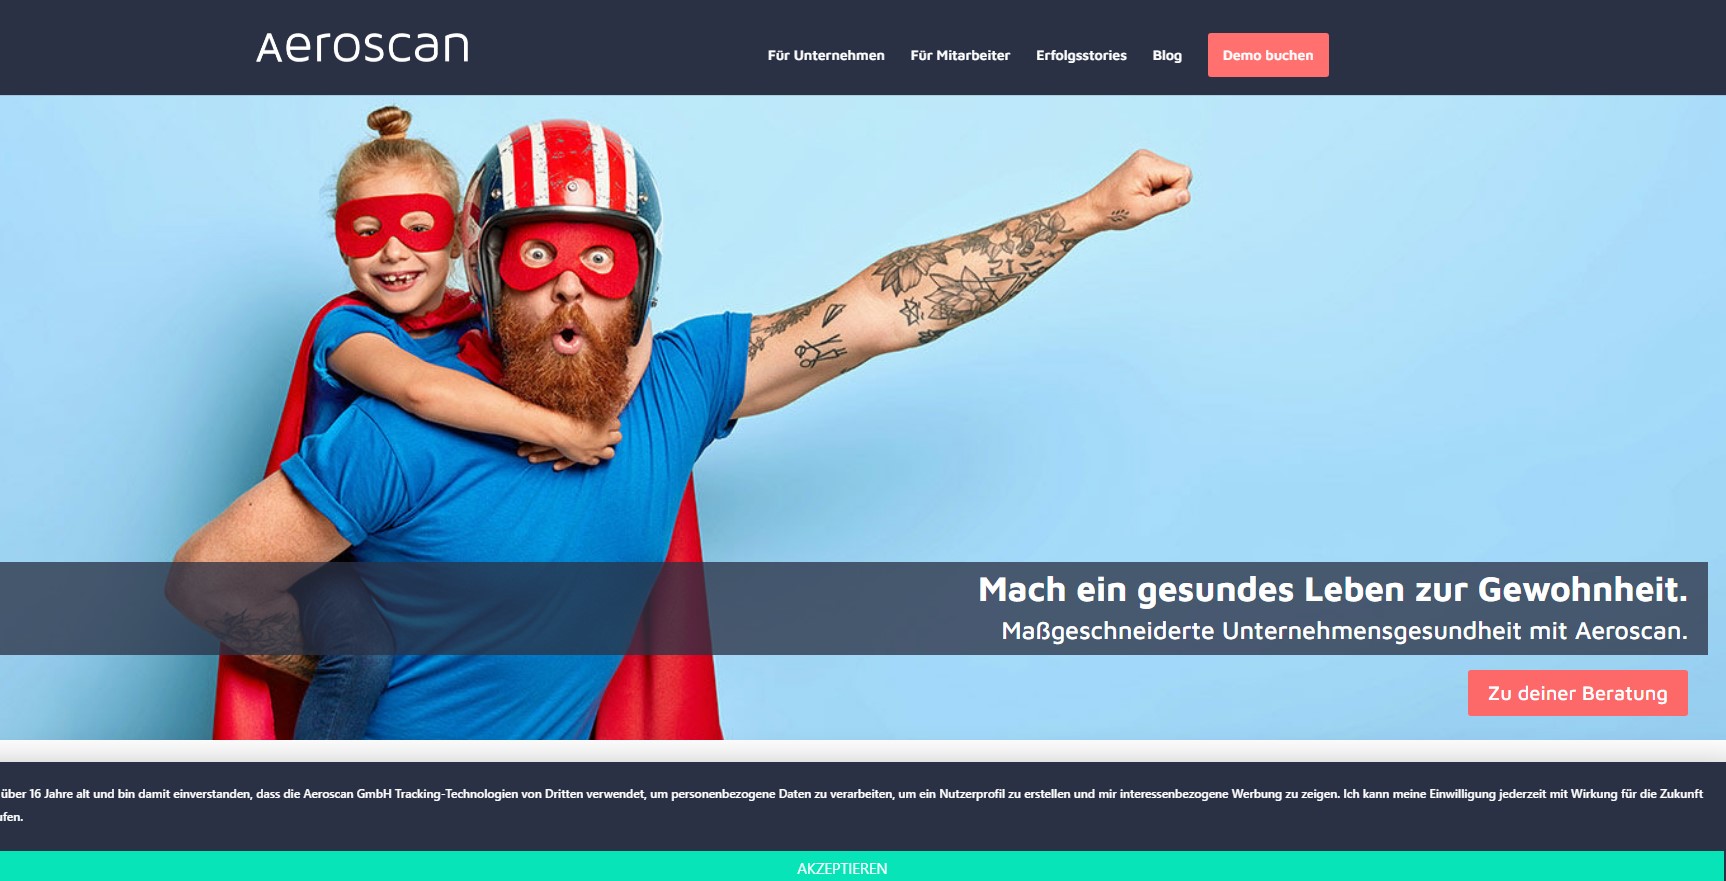 Aeroscan
Für Unternehmen Für Mitarbeiter Erfolgsstories Blog Demo buchen
Mach ein gesundes Leben zur Gewohnheit.
Maßgeschneiderte Unternehmensgesundheit mit Aeroscan.
Zu deiner Beratung
über 16 Jahre alt und bin damit einverstanden, dass die Aeroscan GmbH Tracking-Technologien von Dritten verwendet, um personenbezogene Daten zu verarbeiten, um ein Nutzerprofil zu erstellen und mir interessenbezogene Werbung zu zeigen. Ich kann meine Einwilligung jederzeit mit Wirkung für die Zukunft
ufen.
AKZEPTIEREN